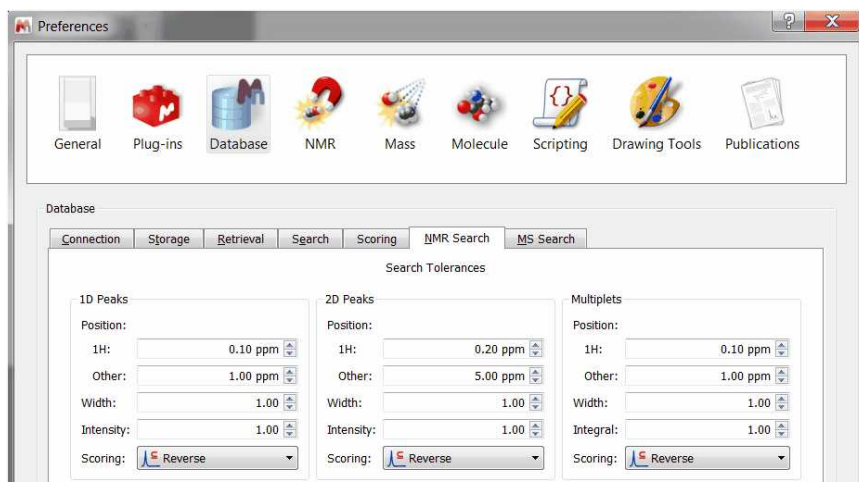 Preferences
General Plug-ins Database NMR Mass Molecule Scripting Drawing Tools Publications
Database
Connection Storage Retrieval Search Scoring NMR Search MS Search
Search Tolerances
1D Peaks 2D Peaks Multiplets
Position: Position: Position:
1H: 0.10 ppm 1H: 0.20 ppm 1H: 0.10 ppm
Other: 1.00 ppm Other: 5.00 ppm Other: 1.00 ppm
Width: 1.00 Width: 1.00 Width: 1.00
Intensity: 1.00 Intensity: 1.00 Integral: 1.00
Scoring: Reverse Scoring: Reverse Scoring: Reverse